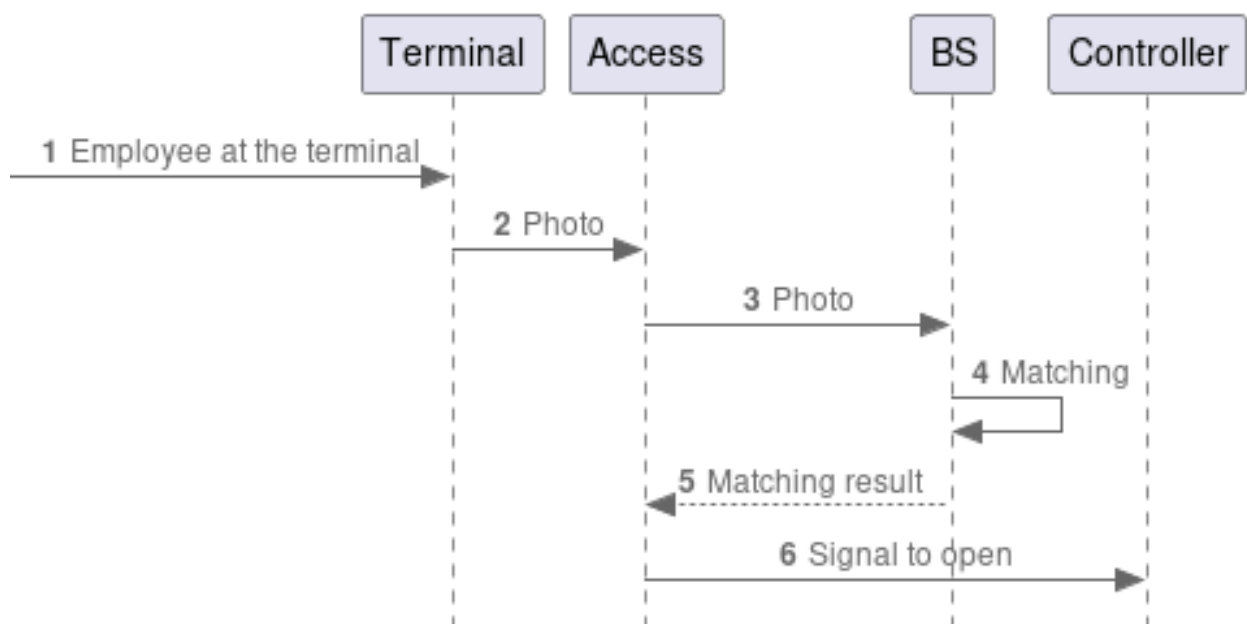 Terminal Access BS Controller
1 Employee at the terminal
2 Photo
3 Photo
4 Matching
5 Matching result
6 Signal to open